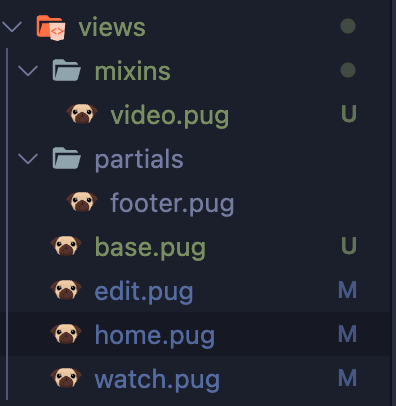 views
mixins
video.pug U
partials
footer.pug
base.pug U
edit.pug M
home.pug M
watch.pug M